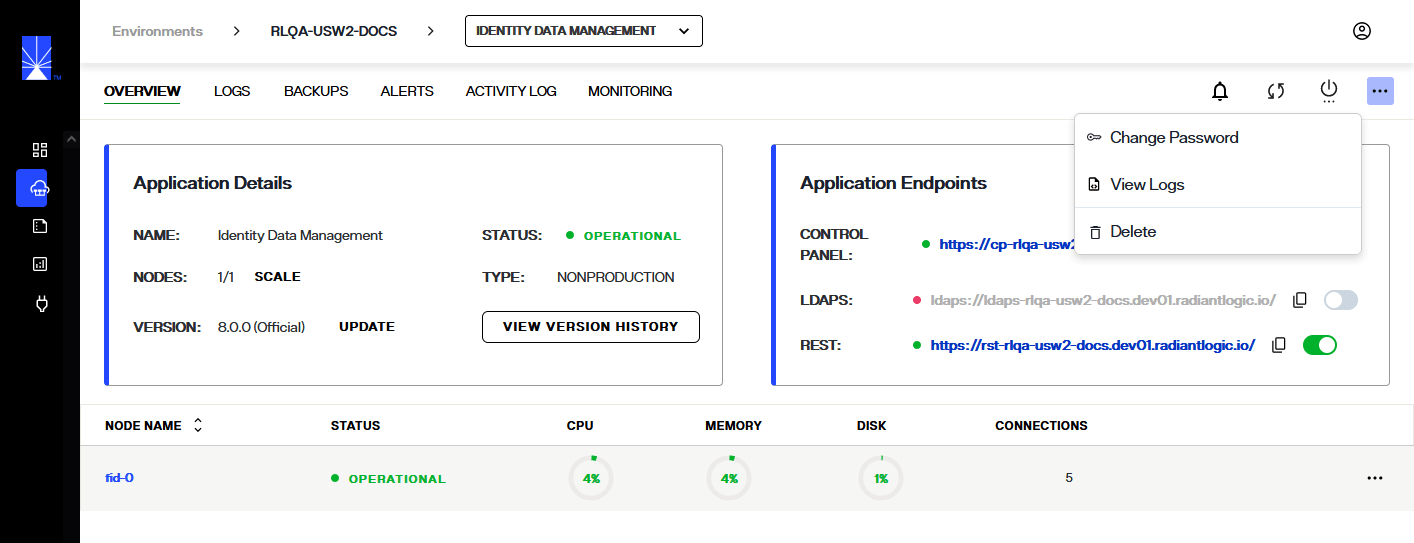 Environments > RLQA-USW2-DOCS > IDENTITY DATA MANAGEMENT
TM
OVERVIEW LOGS BACKUPS ALERTS ACTIVITY LOG MONITORING
Change Password
View Logs
Delete
Application Details
NAME: Identity Data Management STATUS: OPERATIONAL
NODES: 1/1 SCALE TYPE: NONPRODUCTION
VERSION: 8.0.0 (Official) UPDATE VIEW VERSION HISTORY
Application Endpoints
CONTROL
PANEL: https://cp-rlqa-usw2
LDAPS: ldaps://ldaps-rlqa-usw2-docs.dev01.radiantlogic.io/
REST: https://rst-rlqa-usw2-docs.dev01.radiantlogic.io/
NODE NAME STATUS CPU MEMORY DISK CONNECTIONS
fid-0 OPERATIONAL 4% 4% 1% 5